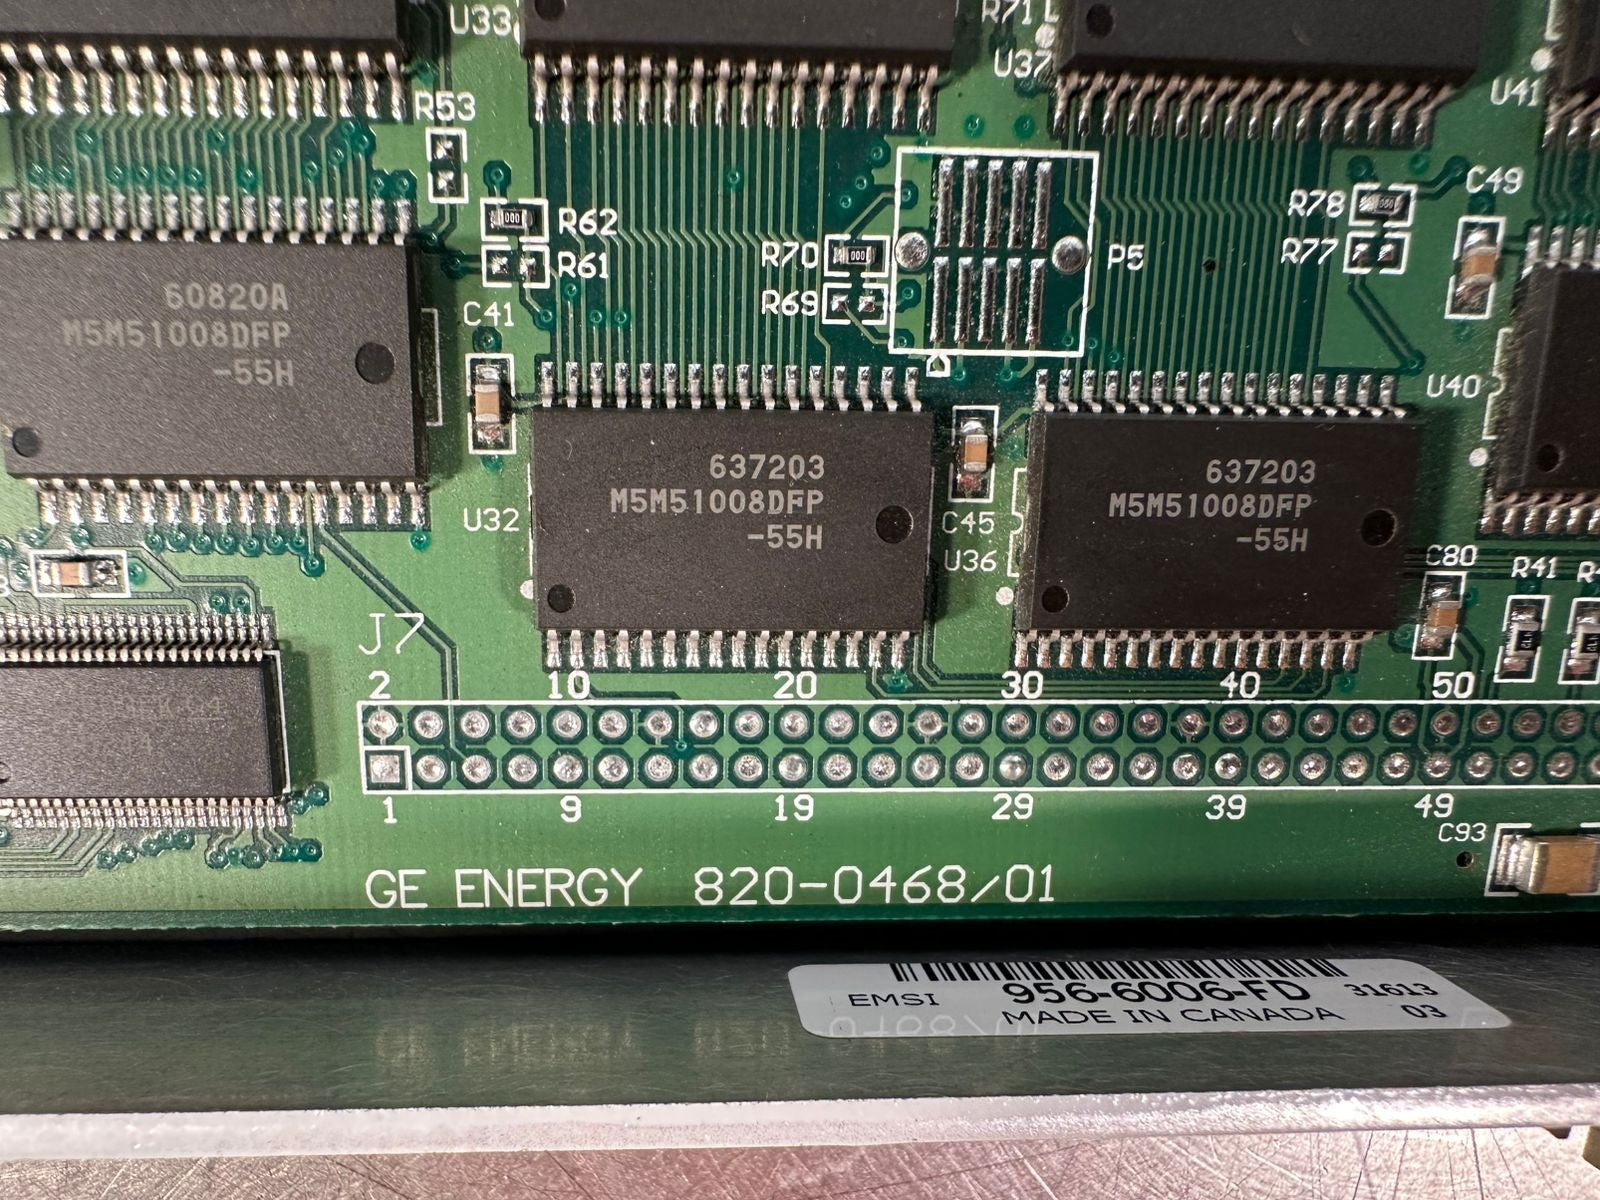 U33
R71
U37
U41
R53
C49
R62
R78
R61
R70
P5
R77
R69
60820A
M5M51008DFP
-55H
C41
U40
637203
M5M51008DFP
-55H
637203
M5M51008DFP
-55H
U32
C45
U36
C80
R41
J7
2 10 20 30 40 50
1 9 19 29 39 49
C93
GE ENERGY 820-0468/01
EMSI 956-6006-FD 31613
MADE IN CANADA 03